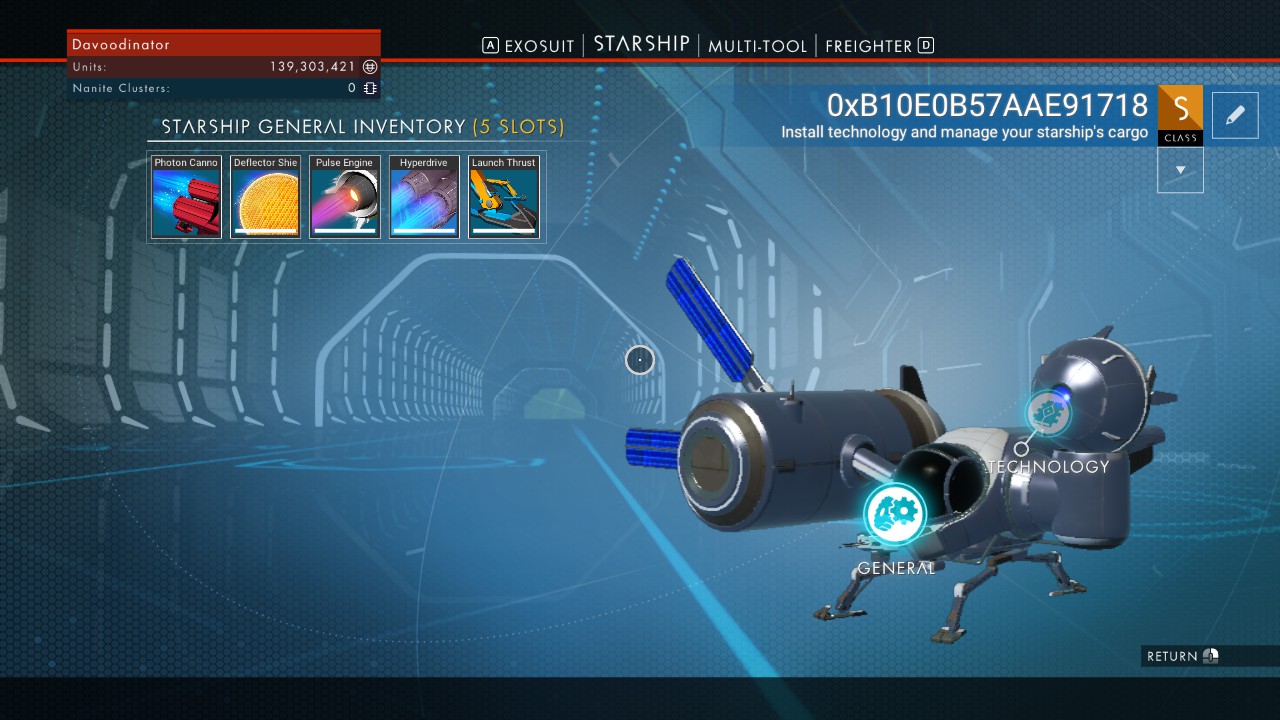 Davoodinator
Units: 139,303,421
Nanite Clusters: 0
A EXOSUIT STARSHIP MULTI-TOOL FREIGHTER D
0xB10E0B57AAE91718
Install technology and manage your starship's cargo
S
CLASS
STARSHIP GENERAL INVENTORY (5 SLOTS)
Photon Canno Deflector Shie Pulse Engine Hyperdrive Launch Thrust
TECHNOLOGY
GENERAL
RETURN